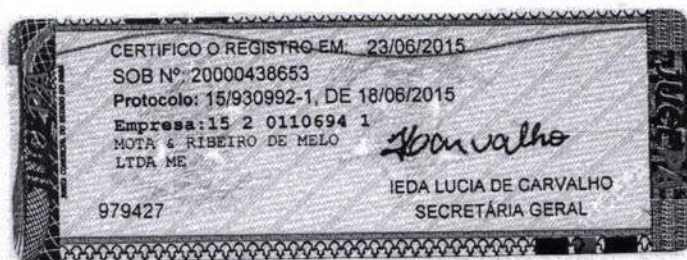 CERTIFICO O REGISTRO EM: 23/06/2015
SOB Nº: 20000438653
Protocolo: 15/930992-1, DE 18/06/2015
Empresa:15 2 0110694 1
MOTA & RIBEIRO DE MELO
LTDA ME
IEDA LUCIA DE CARVALHO
979427
SECRETÁRIA GERAL
JUCEPA